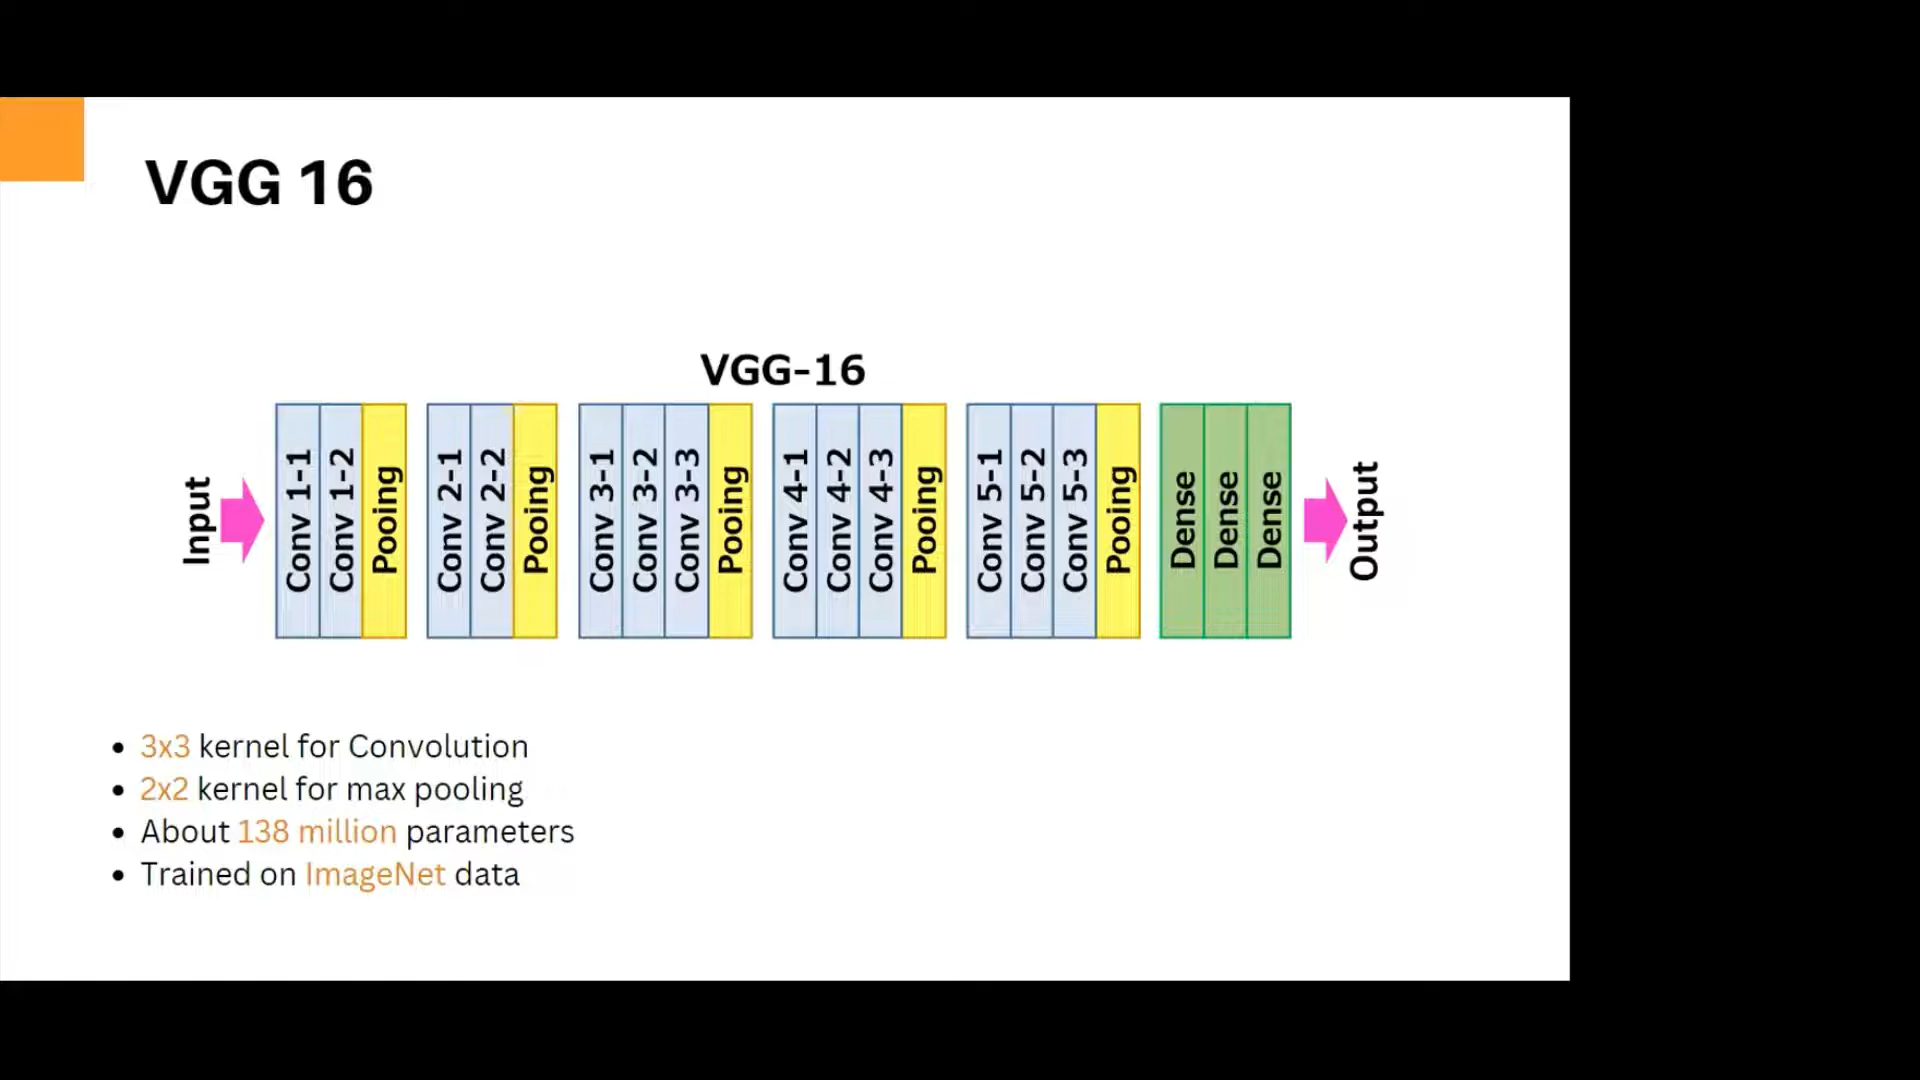 VGG 16
VGG-16
Input
Conv 1-1
Conv 1-2
Pooing
Conv 2-1
Conv 2-2
Pooing
Conv 3-1
Conv 3-2
Conv 3-3
Pooing
Conv 4-1
Conv 4-2
Conv 4-3
Pooing
Conv 5-1
Conv 5-2
Conv 5-3
Pooing
Dense
Dense
Dense
Output
• 3x3 kernel for Convolution
• 2x2 kernel for max pooling
• About 138 million parameters
• Trained on ImageNet data